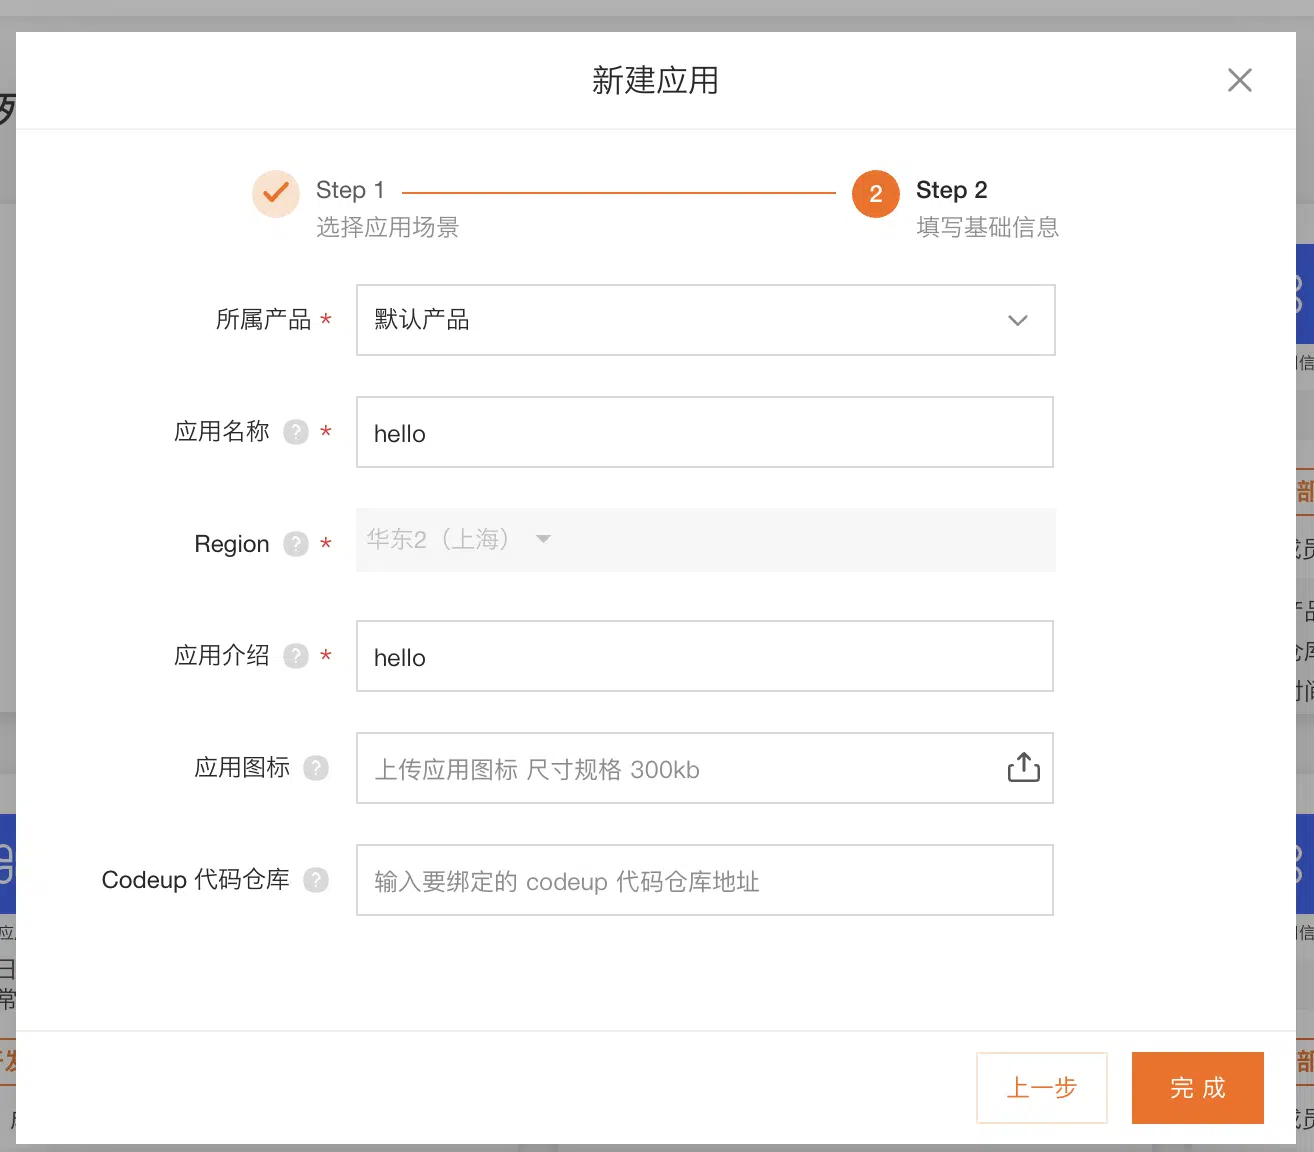 新建应用
Step 1
选择应用场景
2
Step 2
填写基础信息
所属产品 *
默认产品
应用名称 ? *
hello
Region ? *
华东2（上海）
应用介绍 ? *
hello
应用图标 ?
上传应用图标 尺寸规格 300kb
Codeup 代码仓库 ?
输入要绑定的 codeup 代码仓库地址
上一步
完 成